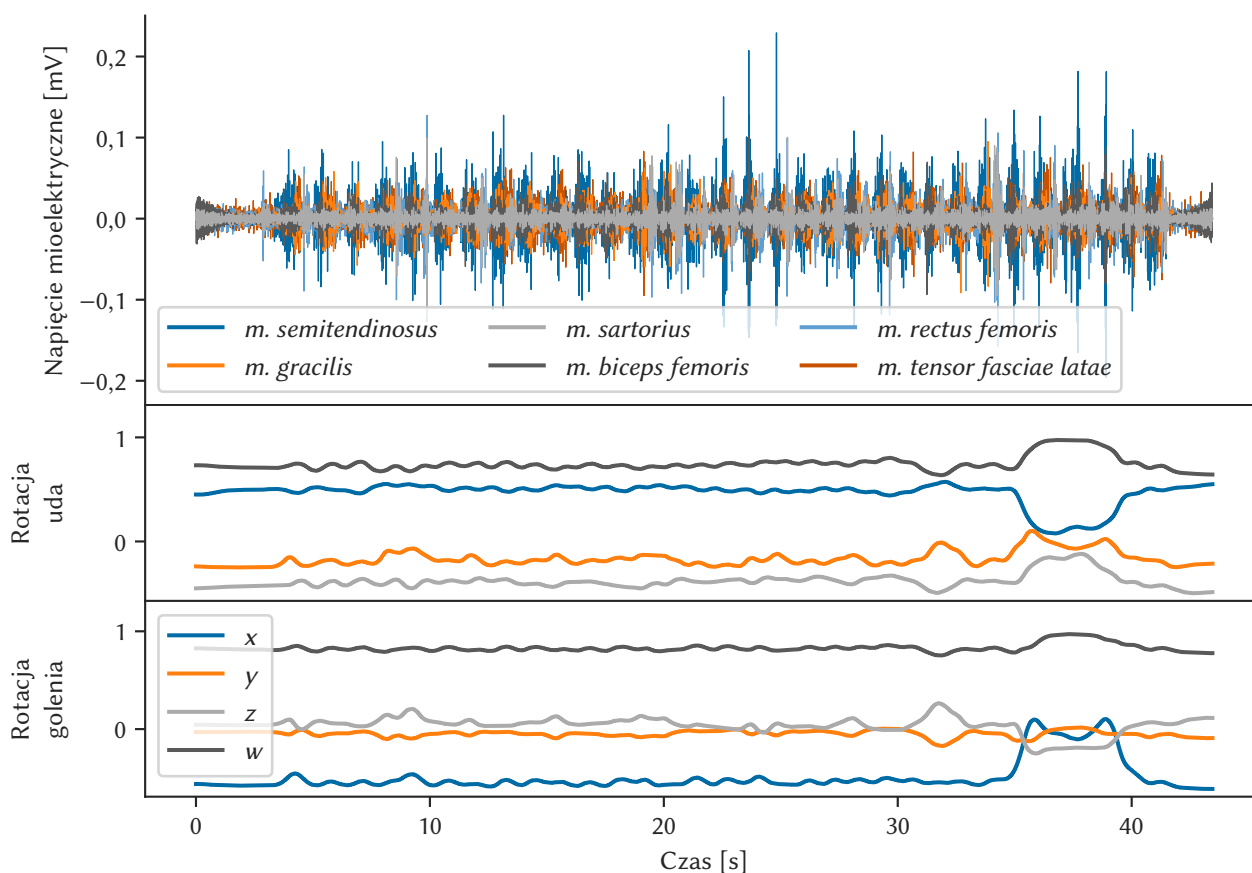 Napięcie mioelektryczne [mV]
0,2
0,1
0,0
−0,1
−0,2
m. semitendinosus
m. sartorius
m. rectus femoris
m. gracilis
m. biceps femoris
m. tensor fasciae latae
Rotacja
uda
1
0
Rotacja
golenia
1
0
x
y
z
w
0
10
20
30
40
Czas [s]